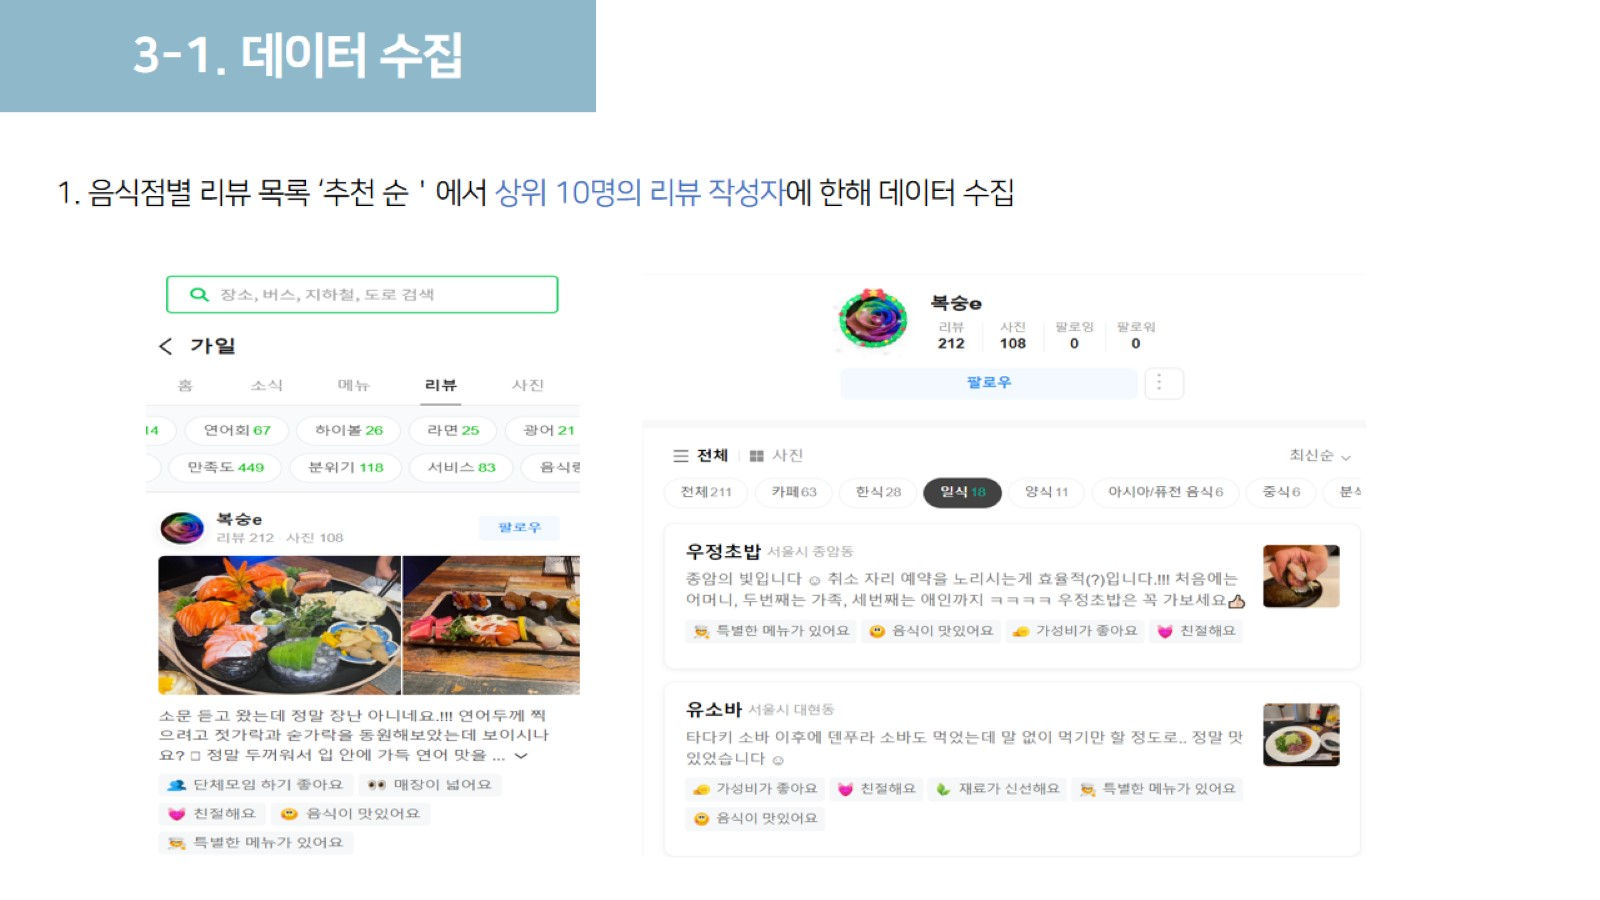 3-1. 데이터 수집
1. 음식점별 리뷰 목록 ‘추천 순 ' 에서 상위 10명의 리뷰 작성자에 한해 데이터 수집
장소, 버스, 지하철, 도로 검색
가일
홈 소식 메뉴 리뷰 사진
14 연어회 67 하이볼 26 라면 25 광어 21
만족도 449 분위기 118 서비스 83 음식량
복숭e
리뷰 212 · 사진 108
팔로우
소문 듣고 왔는데 정말 장난 아니네요.!!! 연어두께 찍
으려고 젓가락과 숟가락을 동원해보았는데 보이시나
요? □ 정말 두꺼워서 입 안에 가득 연어 맛을 ...
👥 단체모임 하기 좋아요 👀 매장이 넓어요
💓 친절해요 😋 음식이 맛있어요
특별한 메뉴가 있어요
복숭e
리뷰 사진 팔로잉 팔로워
212 108 0 0
팔로우
전체 사진 최신순
전체211 카페63 한식28 일식18 양식11 아시아/퓨전 음식6 중식6 분식
우정초밥 서울시 중암동
종암의 빛입니다 ☺ 취소 자리 예약을 노리시는게 효율적(?)입니다.!!! 처음에는
어머니, 두번째는 가족, 세번째는 애인까지 ㅋㅋㅋㅋ 우정초밥은 꼭 가보세요👍
특별한 메뉴가 있어요 음식이 맛있어요 가성비가 좋아요 친절해요
유소바 서울시 대현동
타다키 소바 이후에 덴푸라 소바도 먹었는데 말 없이 먹기만 할 정도로.. 정말 맛
있었습니다 ☺
가성비가 좋아요 친절해요 재료가 신선해요 특별한 메뉴가 있어요
음식이 맛있어요